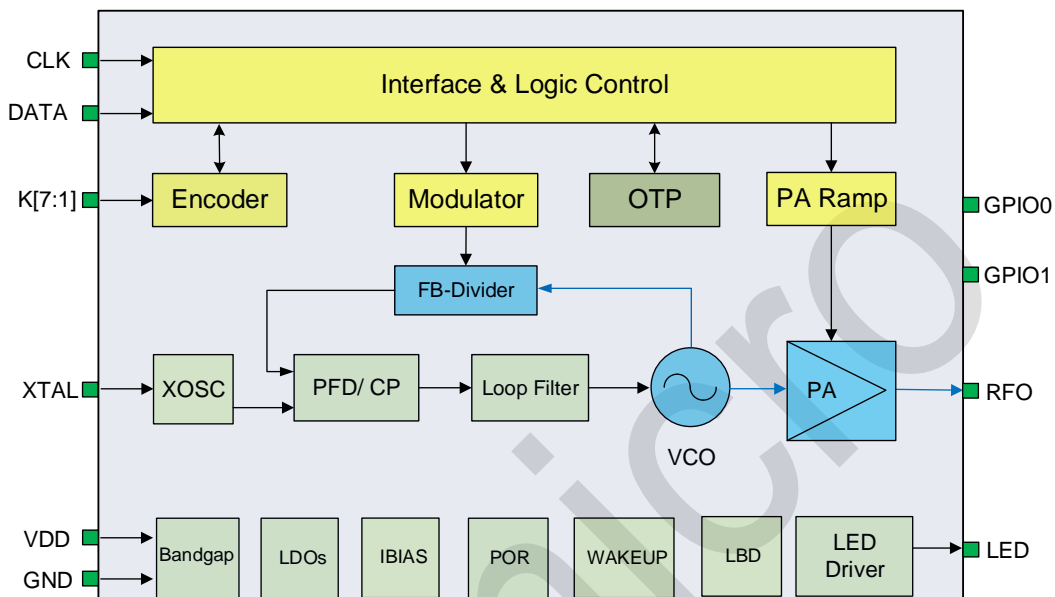 CLK
Interface & Logic Control
DATA
K[7:1]
Encoder
Modulator
OTP
PA Ramp
GPIO0
GPIO1
FB-Divider
XTAL
XOSC
PFD/ CP
Loop Filter
VCO
PA
RFO
VDD
GND
Bandgap
LDOs
IBIAS
POR
WAKEUP
LBD
LED
Driver
LED